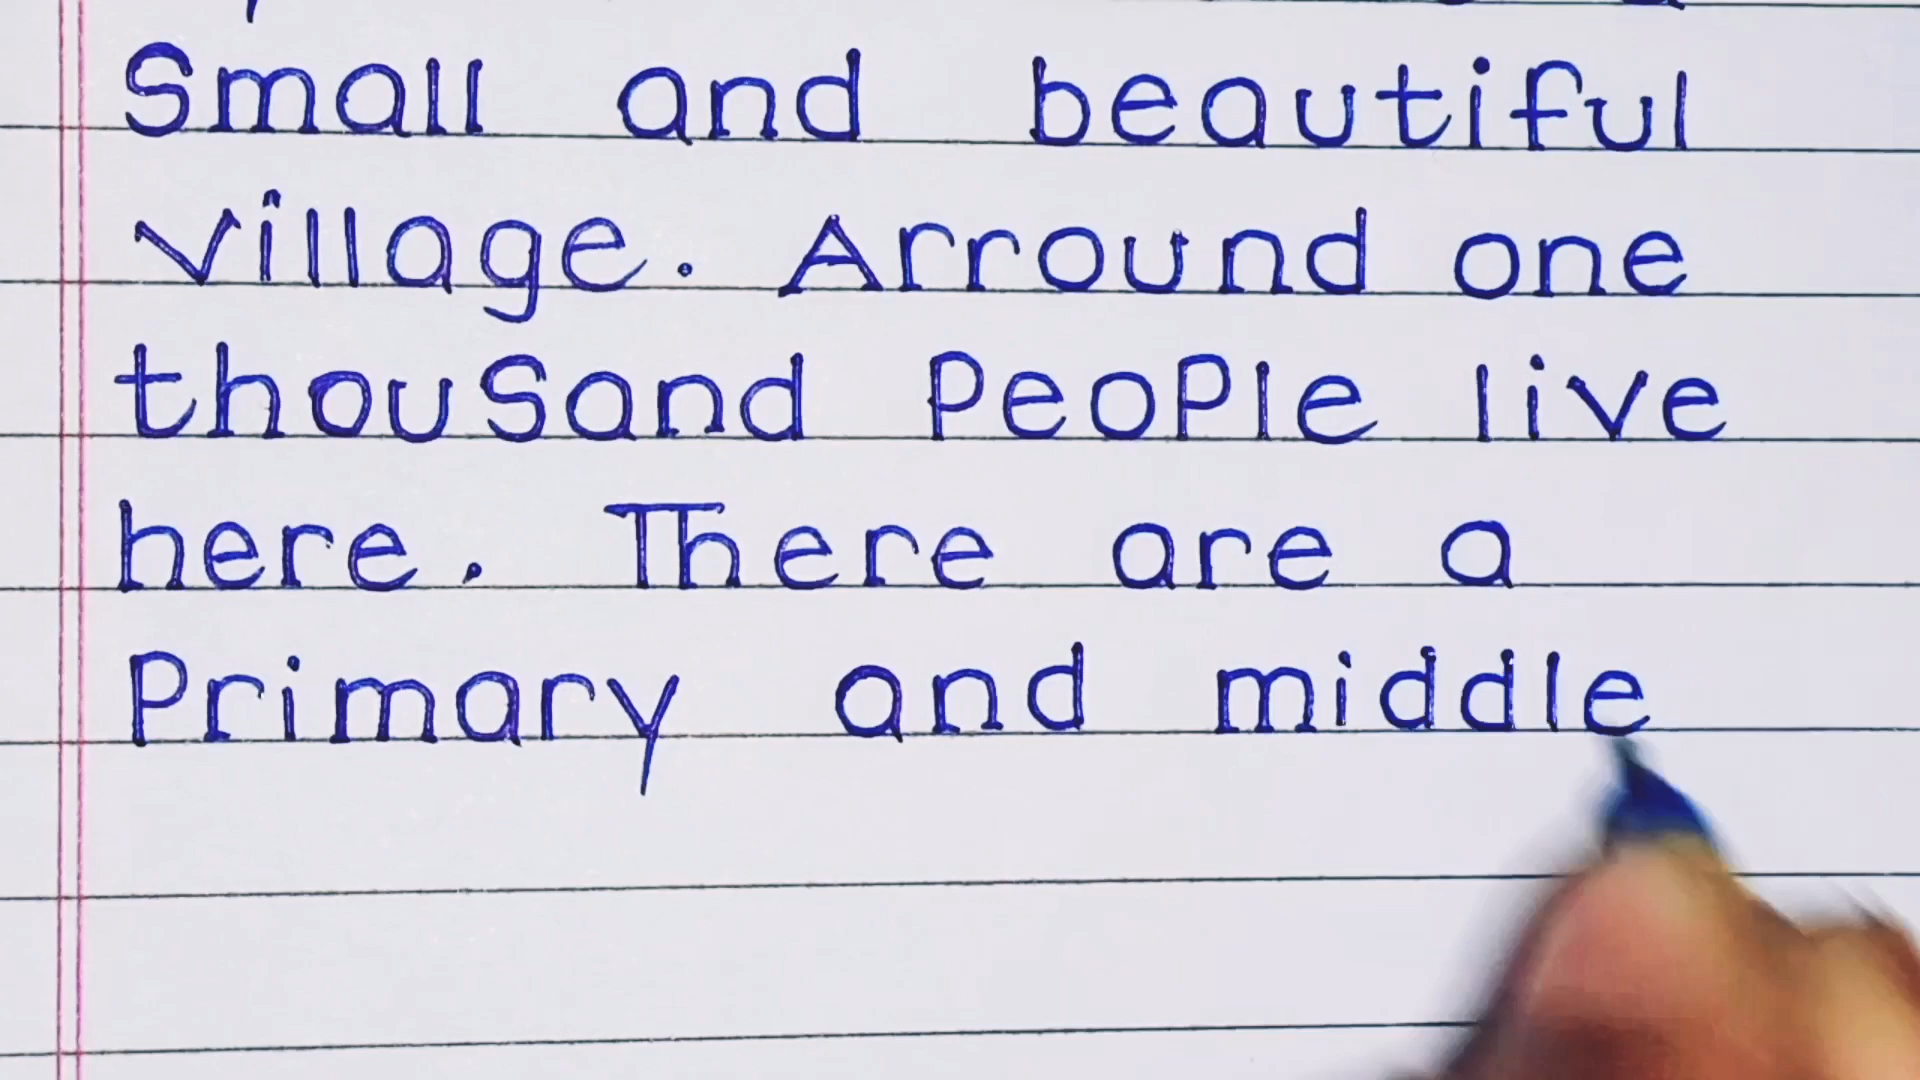 Small and beautiful
village. Arround one
thousand People live
here. There are a
Primary and middle